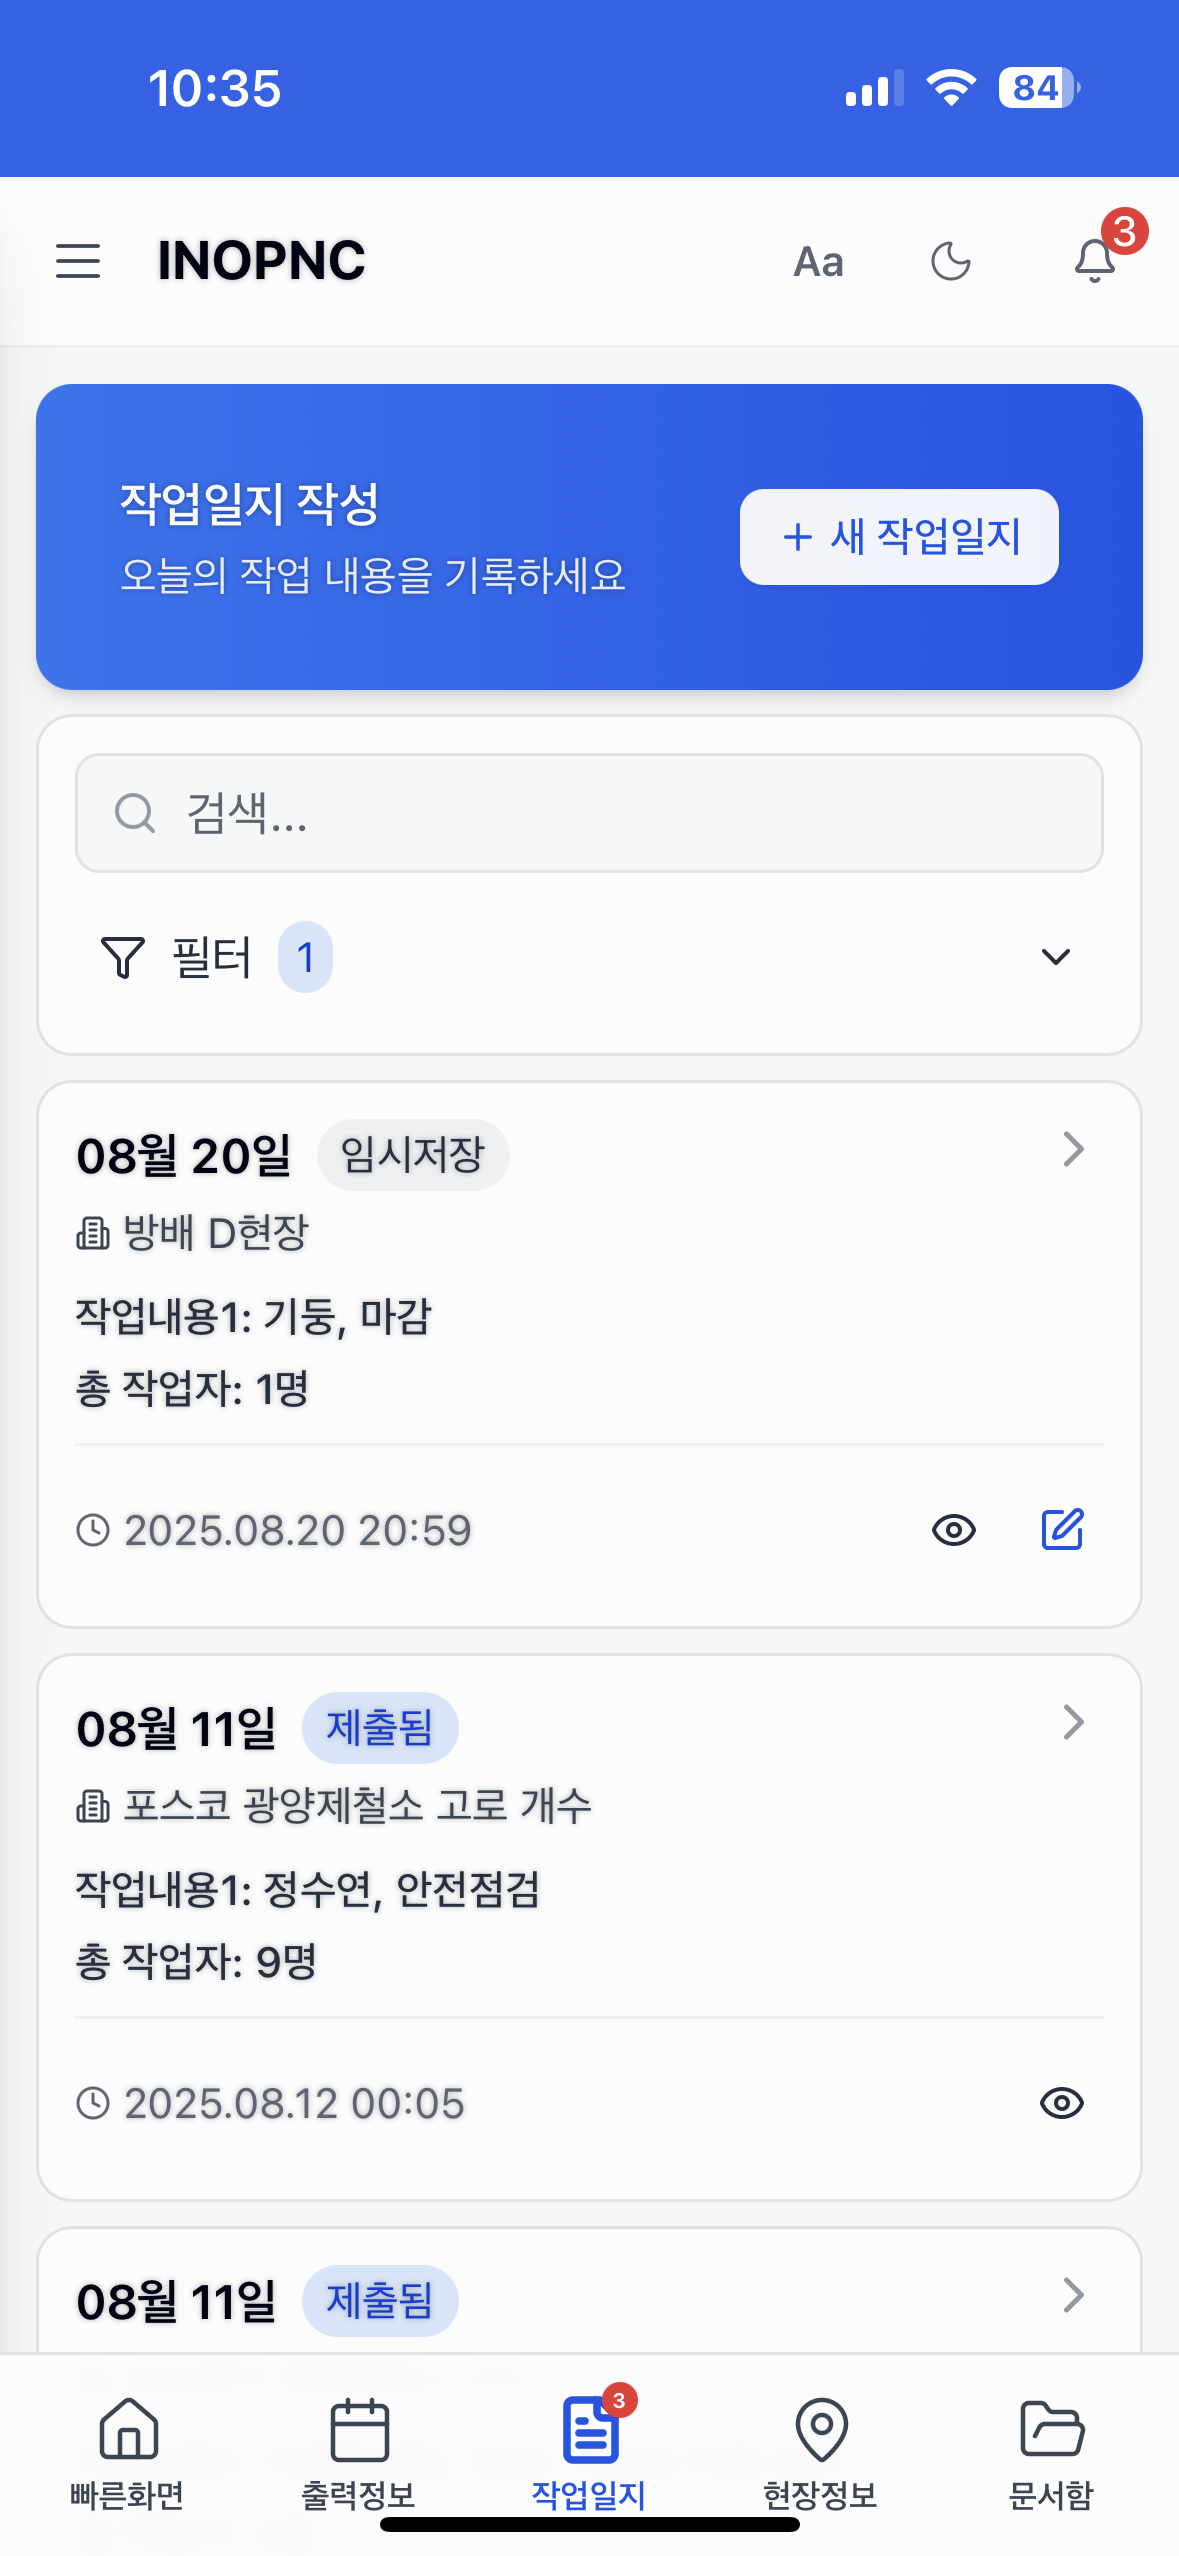 10:35
84
INOPNC
Aa
3
작업일지 작성
오늘의 작업 내용을 기록하세요
+ 새 작업일지
검색...
필터 1
08월 20일 임시저장
방배 D현장
작업내용1: 기둥, 마감
총 작업자: 1명
2025.08.20 20:59
08월 11일 제출됨
포스코 광양제철소 고로 개수
작업내용1: 정수연, 안전점검
총 작업자: 9명
2025.08.12 00:05
08월 11일 제출됨
3
빠른화면
출력정보
작업일지
현장정보
문서함